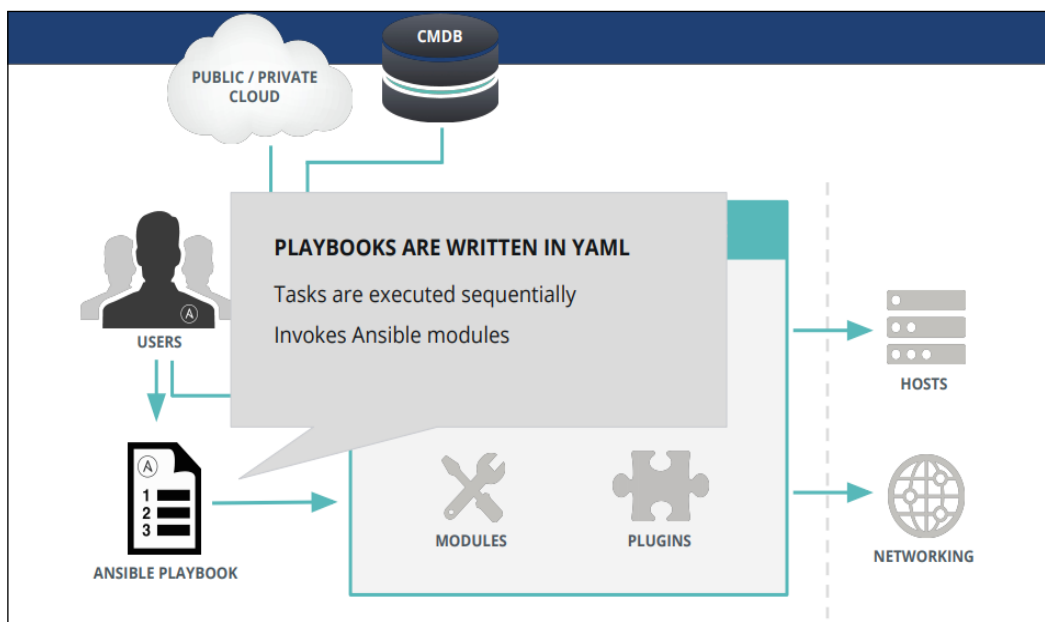 CMDB
PUBLIC / PRIVATE
CLOUD
PLAYBOOKS ARE WRITTEN IN YAML
Tasks are executed sequentially
Invokes Ansible modules
A
USERS
HOSTS
A
1
2
3
MODULES
PLUGINS
NETWORKING
ANSIBLE PLAYBOOK